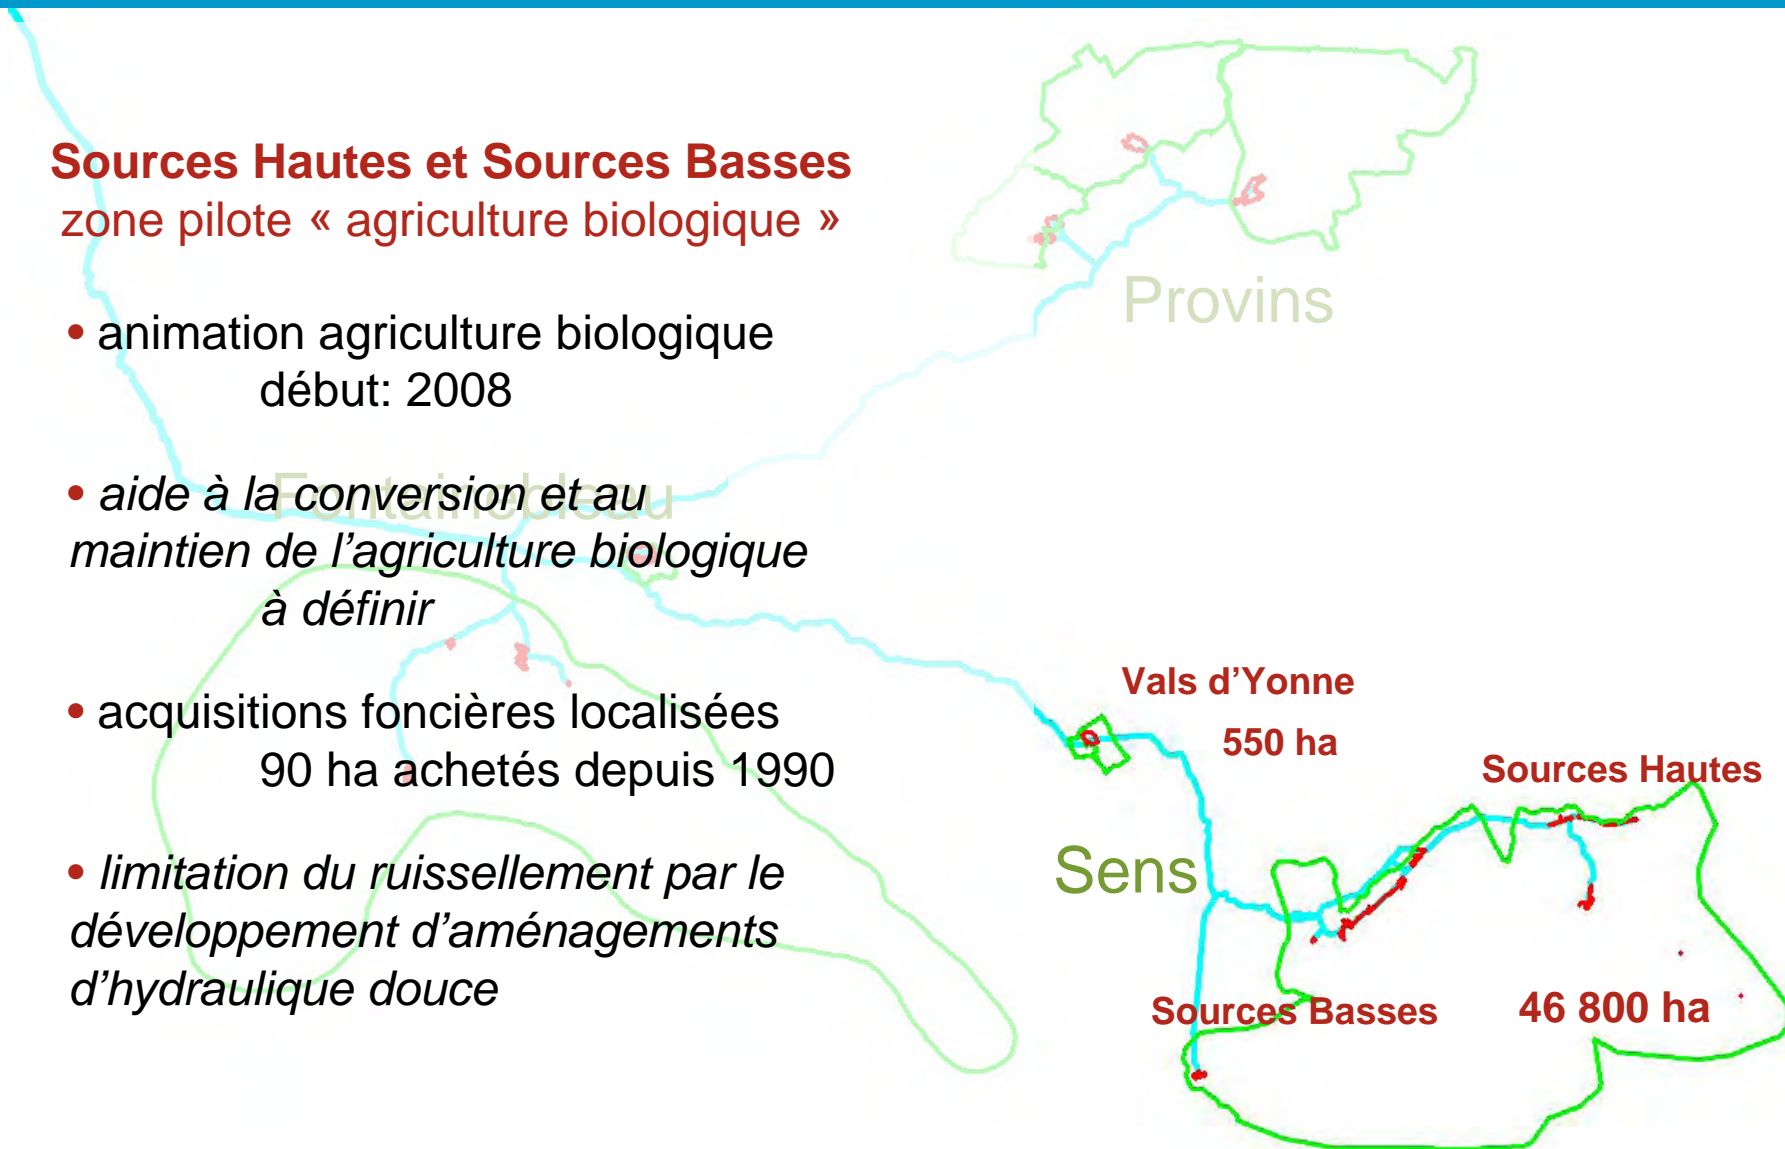 Sources Hautes et Sources Basses
zone pilote « agriculture biologique »
• animation agriculture biologique
début: 2008
• aide à la conversion et au
maintien de l’agriculture biologique
à définir
• acquisitions foncières localisées
90 ha achetés depuis 1990
• limitation du ruissellement par le
développement d’aménagements
d’hydraulique douce
Provins
Fontainebleau
Vals d’Yonne
550 ha
Sources Hautes
Sens
Sources Basses
46 800 ha